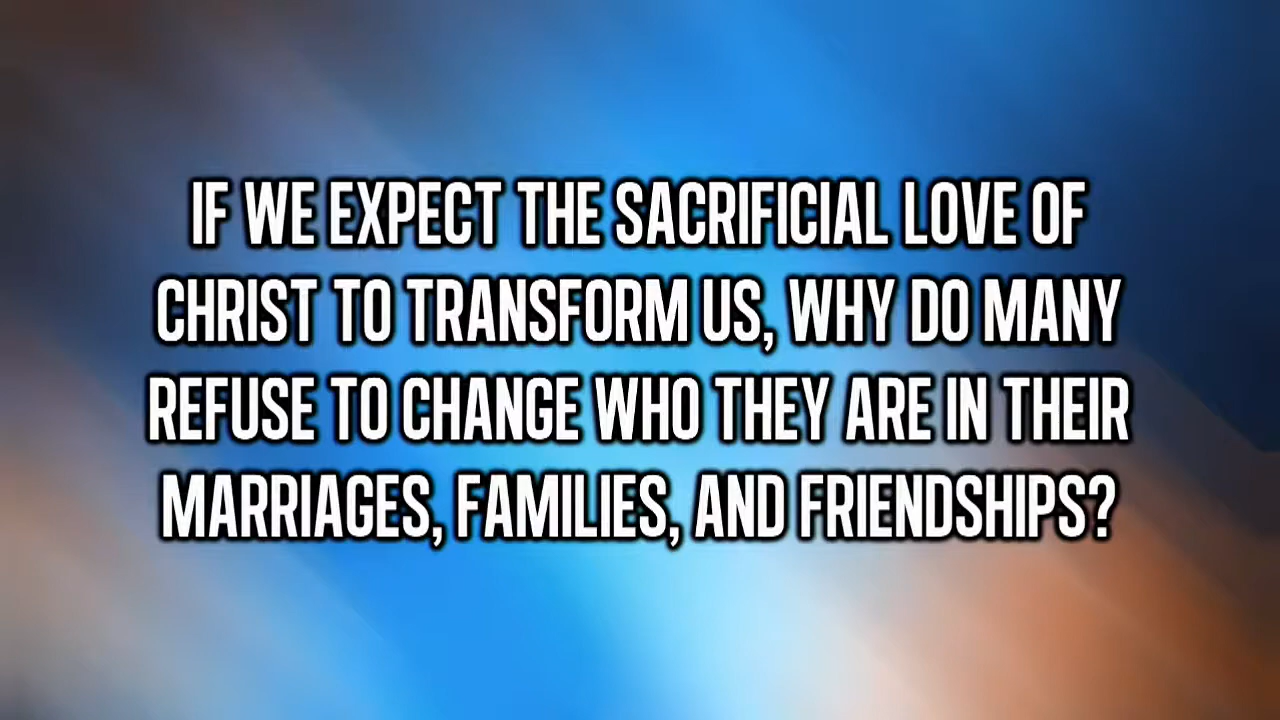 IF WE EXPECT THE SACRIFICIAL LOVE OF
CHRIST TO TRANSFORM US, WHY DO MANY
REFUSE TO CHANGE WHO THEY ARE IN THEIR
MARRIAGES, FAMILIES, AND FRIENDSHIPS?